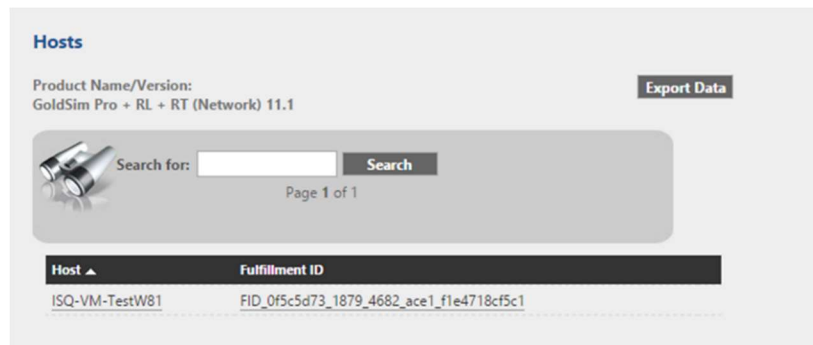 Hosts
Product Name/Version:
GoldSim Pro + RL + RT (Network) 11.1
Export Data
Search for:
Search
Page 1 of 1
Host ▲ Fulfillment ID
ISQ-VM-TestW81 FID_0f5c5d73_1879_4682_ace1_f1e4718cf5c1